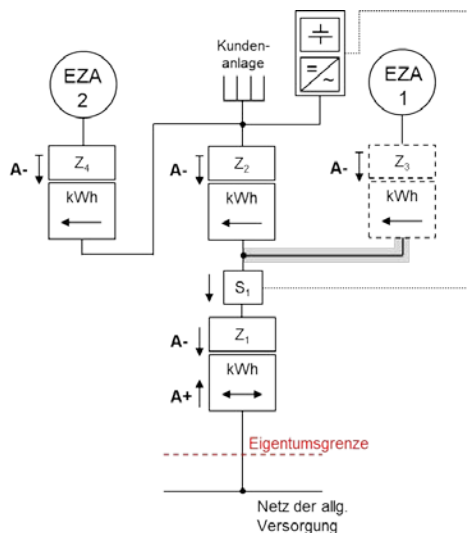 Kunden-
anlage
=
~
EZA
2
EZA
1
A-
Z₄
kWh
A-
Z₂
kWh
A-
Z₃
kWh
S₁
A-
Z₁
A+
kWh
Eigentumsgrenze
Netz der allg.
Versorgung